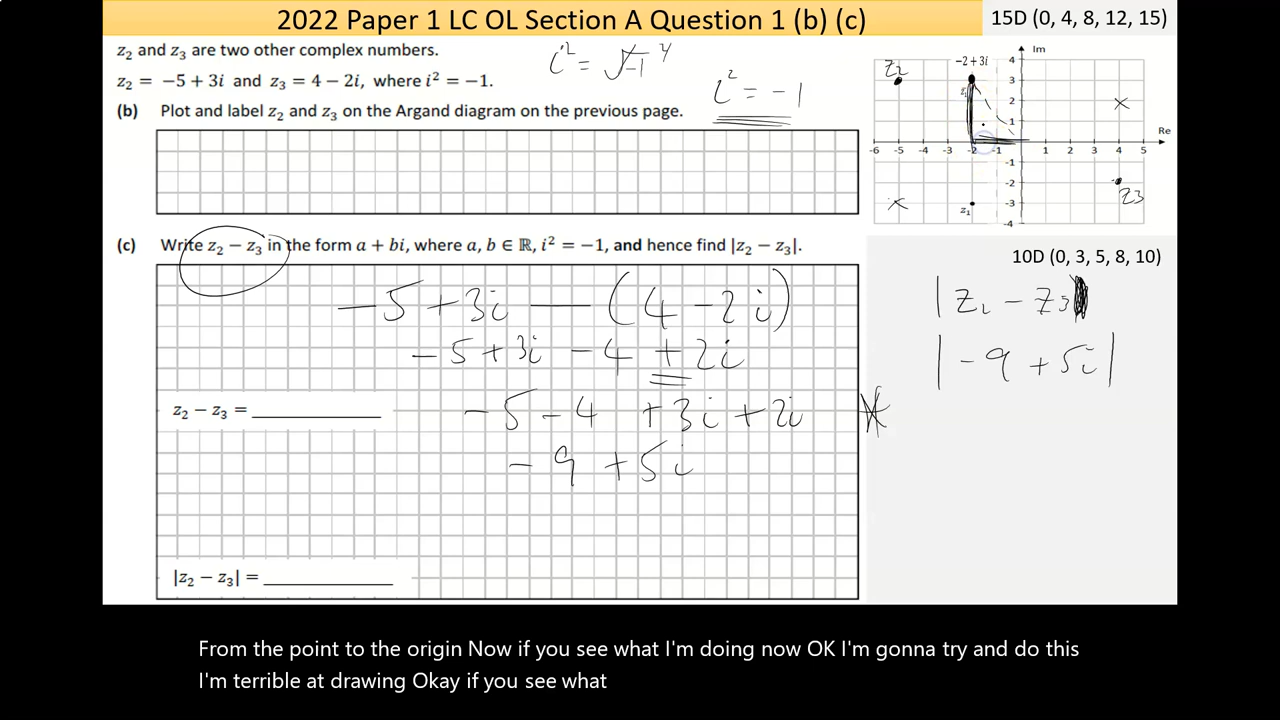 2022 Paper 1 LC OL Section A Question 1 (b) (c)
15D (0, 4, 8, 12, 15)
z₂ and z₃ are two other complex numbers.
z₂ = −5 + 3i and z₃ = 4 − 2i, where i² = −1.
i² = √-1
i² = -1
(b) Plot and label z₂ and z₃ on the Argand diagram on the previous page.
Im
−2 + 3i
z2
4
3
2
1
Re
-6 -5 -4 -3 -2 -1 1 2 3 4 5
-1
-2
-3
-4
z₁
z3
(c) Write z₂ − z₃ in the form a + bi, where a, b ∈ ℝ, i² = −1, and hence find |z₂ − z₃|.
10D (0, 3, 5, 8, 10)
-5 + 3i - (4 - 2i)
-5 + 3i - 4 + 2i
z₂ − z₃ = ____________
-5 - 4 + 3i + 2i
-9 + 5i
|z₂ − z₃| = ____________
|z₂ - z₃
|-9 + 5i|
From the point to the origin Now if you see what I'm doing now OK I'm gonna try and do this
I'm terrible at drawing Okay if you see what